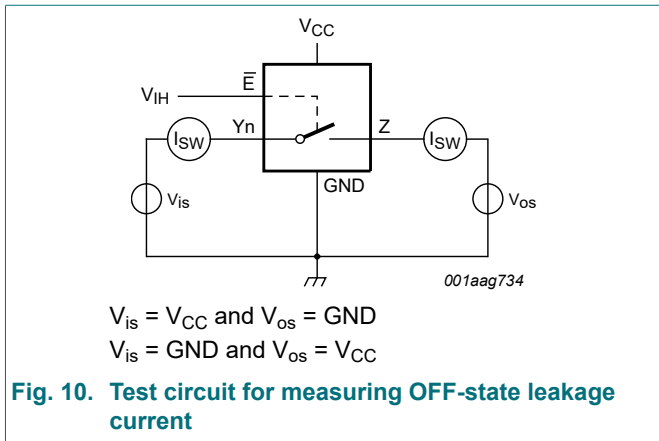 VCC
E̅
VIH
Yn
Z
ISW
ISW
GND
Vis
Vos
001aag734
Vis = VCC and Vos = GND
Vis = GND and Vos = VCC
Fig. 10. Test circuit for measuring OFF-state leakage
current